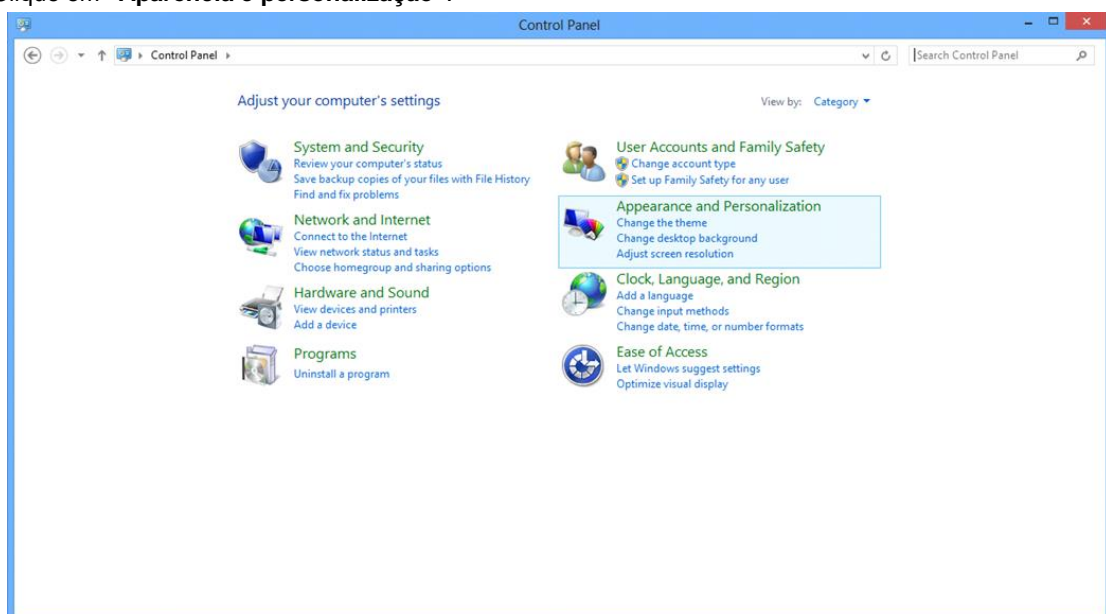 Clique em "Aparência e personalização".
Control Panel
Control Panel
Search Control Panel
Adjust your computer's settings
View by: Category
System and Security
Review your computer's status
Save backup copies of your files with File History
Find and fix problems
Network and Internet
Connect to the Internet
View network status and tasks
Choose homegroup and sharing options
Hardware and Sound
View devices and printers
Add a device
Programs
Uninstall a program
User Accounts and Family Safety
Change account type
Set up Family Safety for any user
Appearance and Personalization
Change the theme
Change desktop background
Adjust screen resolution
Clock, Language, and Region
Add a language
Change input methods
Change date, time, or number formats
Ease of Access
Let Windows suggest settings
Optimize visual display